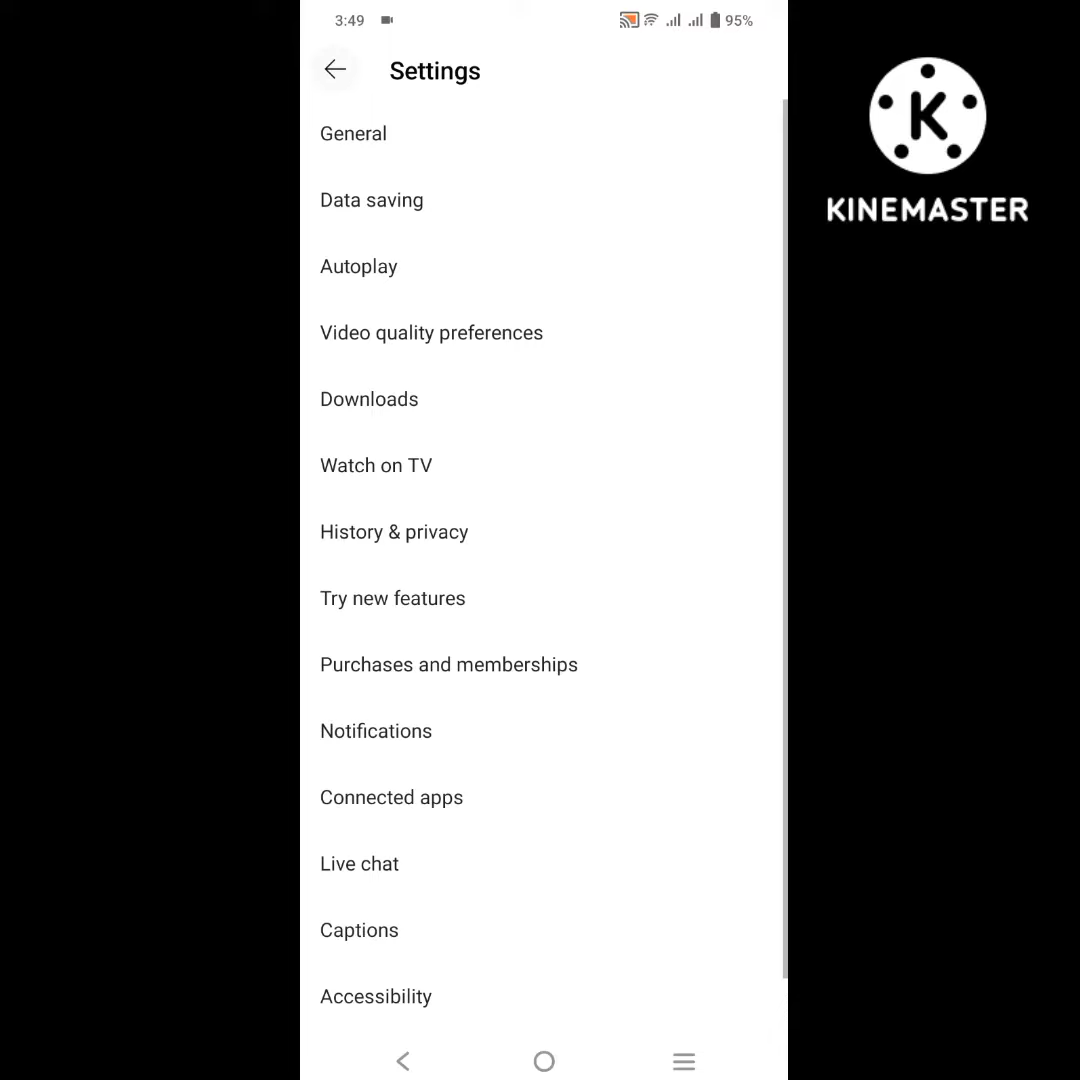 3:49
95%
Settings
General
Data saving
Autoplay
Video quality preferences
Downloads
Watch on TV
History & privacy
Try new features
Purchases and memberships
Notifications
Connected apps
Live chat
Captions
Accessibility
K
KINEMASTER